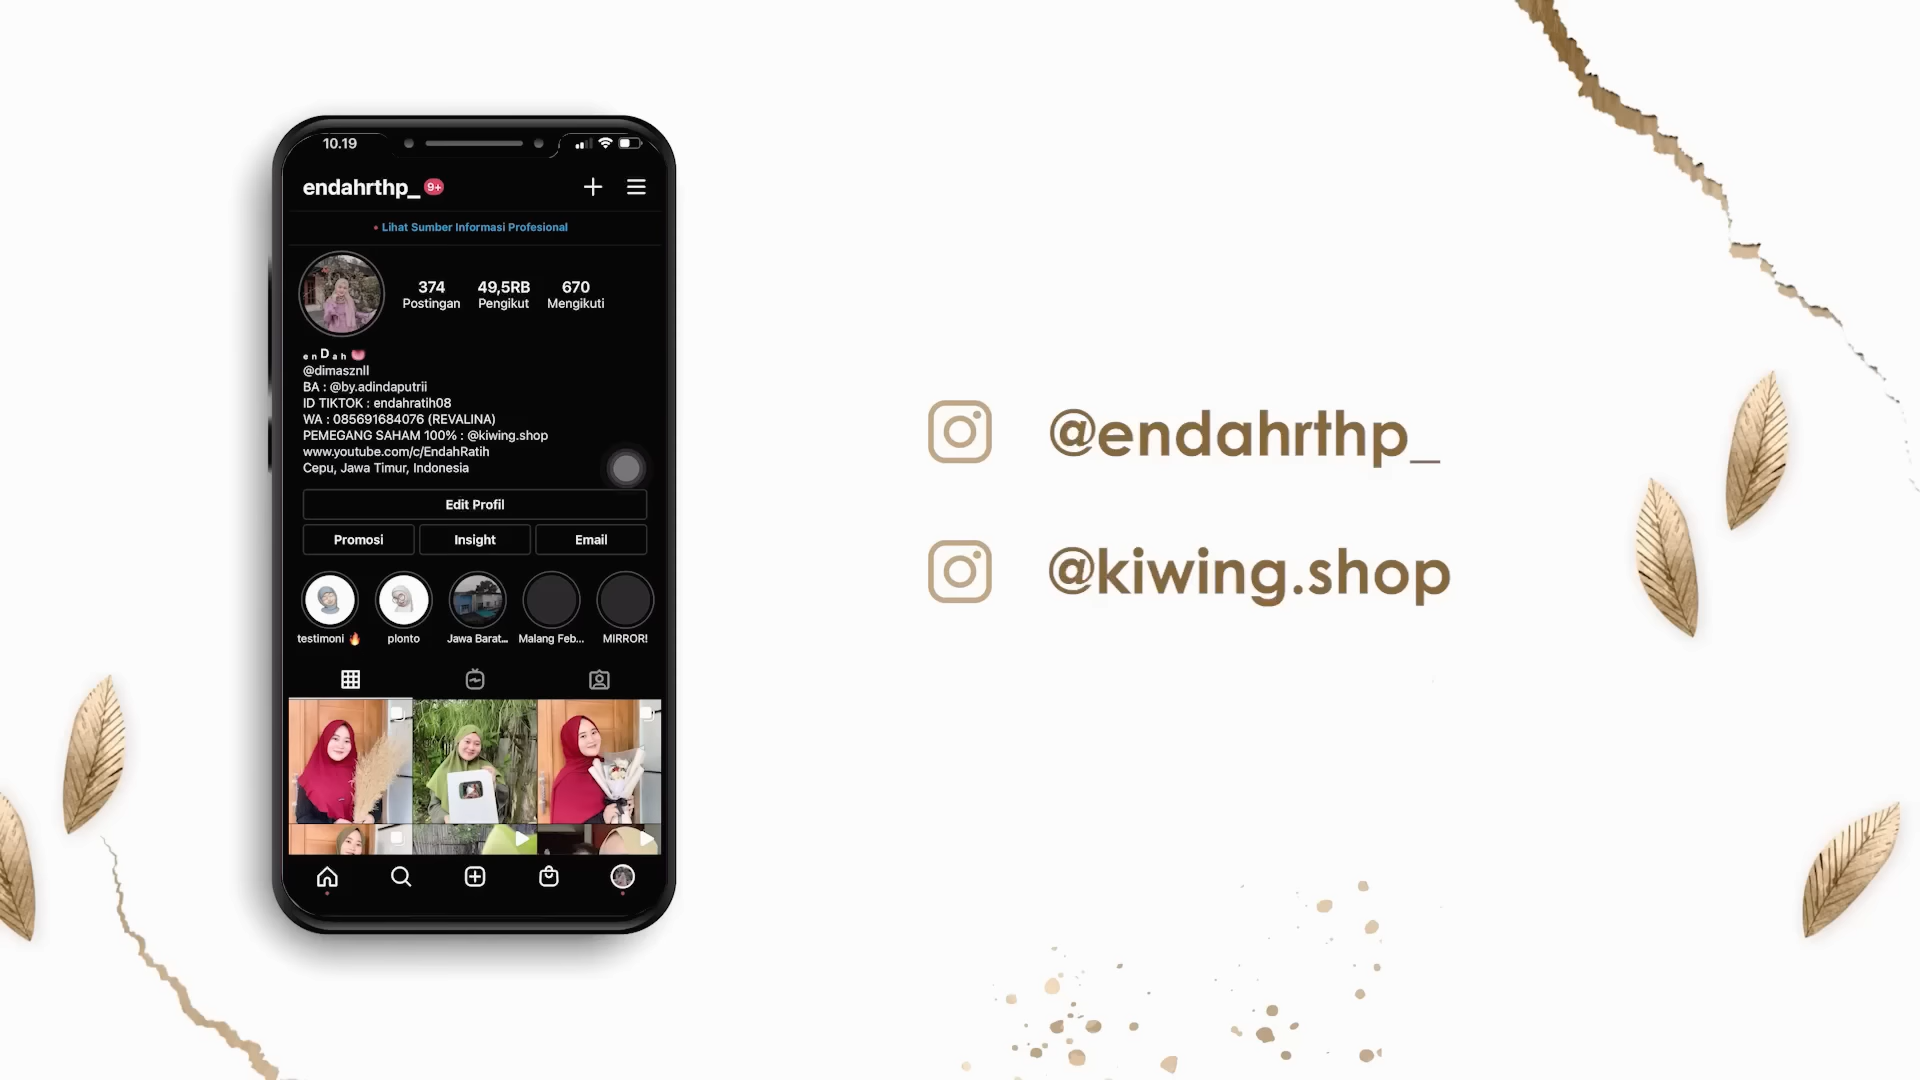 10.19
endahrthp_ 9+
Lihat Sumber Informasi Profesional
374 49,5RB 670
Postingan Pengikut Mengikuti
enDah
@dimasznll
BA : @by.adindaputrii
ID TIKTOK : endahratih08
WA : 085691684076 (REVALINA)
PEMEGANG SAHAM 100% : @kiwing.shop
www.youtube.com/c/EndahRatih
Cepu, Jawa Timur, Indonesia
Edit Profil
Promosi Insight Email
testimoni 🔥 plonto Jawa Barat... Malang Feb... MIRROR!
@endahrthp_
@kiwing.shop